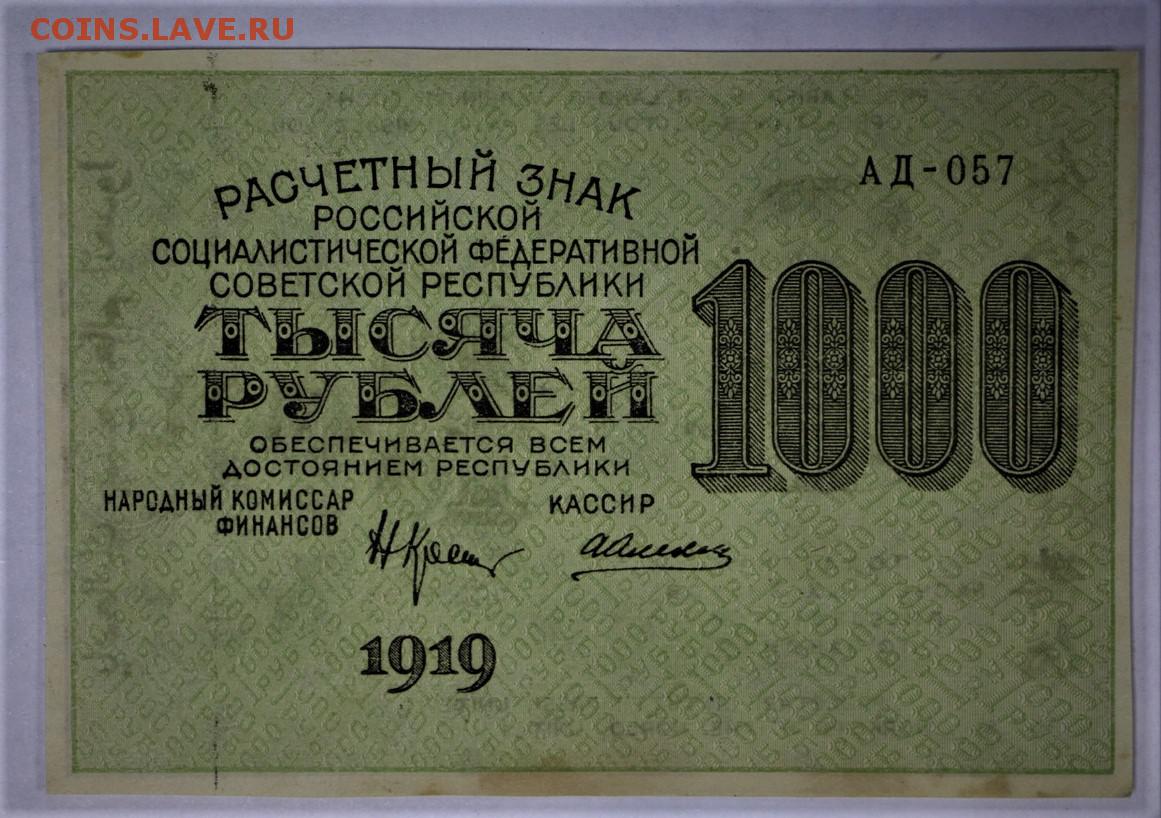 COINS.LAVE.RU
АД-057
РАСЧЕТНЫЙ ЗНАК
РОССИЙСКОЙ
СОЦИАЛИСТИЧЕСКОЙ ФЕДЕРАТИВНОЙ
СОВЕТСКОЙ РЕСПУБЛИКИ
ТЫСЯЧА
РУБЛЕЙ
1000
ОБЕСПЕЧИВАЕТСЯ ВСЕМ
ДОСТОЯНИЕМ РЕСПУБЛИКИ
НАРОДНЫЙ КОМИССАР
ФИНАНСОВ
КАССИР
1919